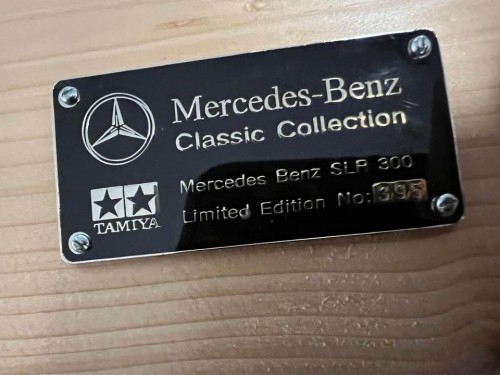 Mercedes-Benz
Classic Collection
Mercedes Benz SLR 300
Limited Edition No: 395
TAMIYA